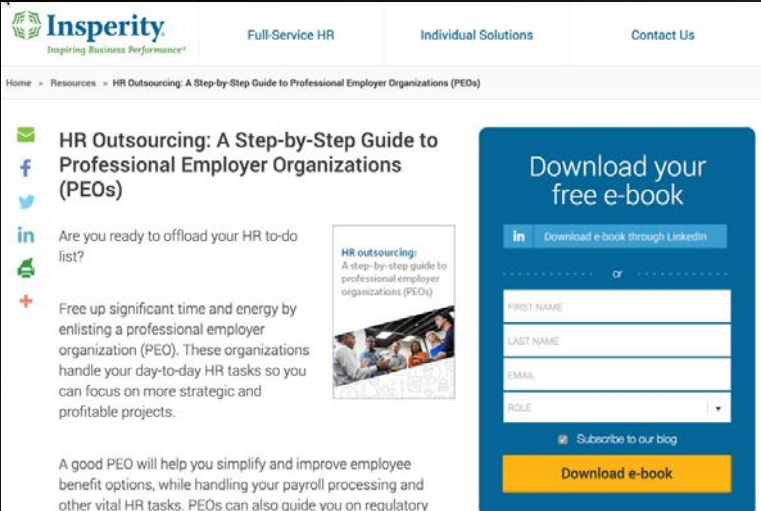 Insperity
Inspiring Business Performance®
Full-Service HR
Individual Solutions
Contact Us
Home » Resources » HR Outsourcing: A Step-by-Step Guide to Professional Employer Organizations (PEOs)
HR Outsourcing: A Step-by-Step Guide to
Professional Employer Organizations
(PEOs)
Are you ready to offload your HR to-do
list?
Free up significant time and energy by
enlisting a professional employer
organization (PEO). These organizations
handle your day-to-day HR tasks so you
can focus on more strategic and
profitable projects.
HR outsourcing:
A step-by-step guide to
professional employer
organizations (PEOs)
A good PEO will help you simplify and improve employee
benefit options, while handling your payroll processing and
other vital HR tasks. PEOs can also guide you on regulatory
Download your
free e-book
in Download e-book through LinkedIn
or
FIRST NAME
LAST NAME
EMAIL
ROLE
Subscribe to our blog
Download e-book